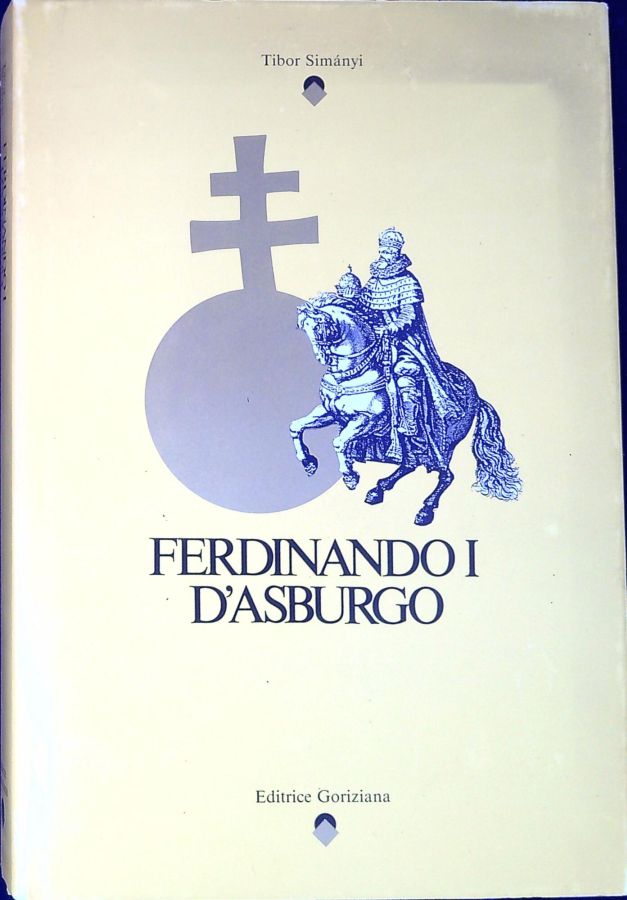 Tibor Simányi
FERDINANDO I
D'ASBURGO
Editrice Goriziana